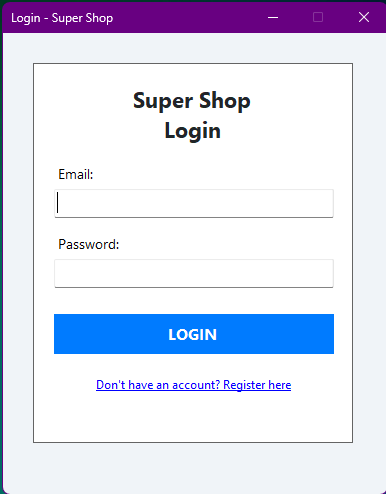 Login - Super Shop
Super Shop
Login
Email:
Password:
LOGIN
Don't have an account? Register here